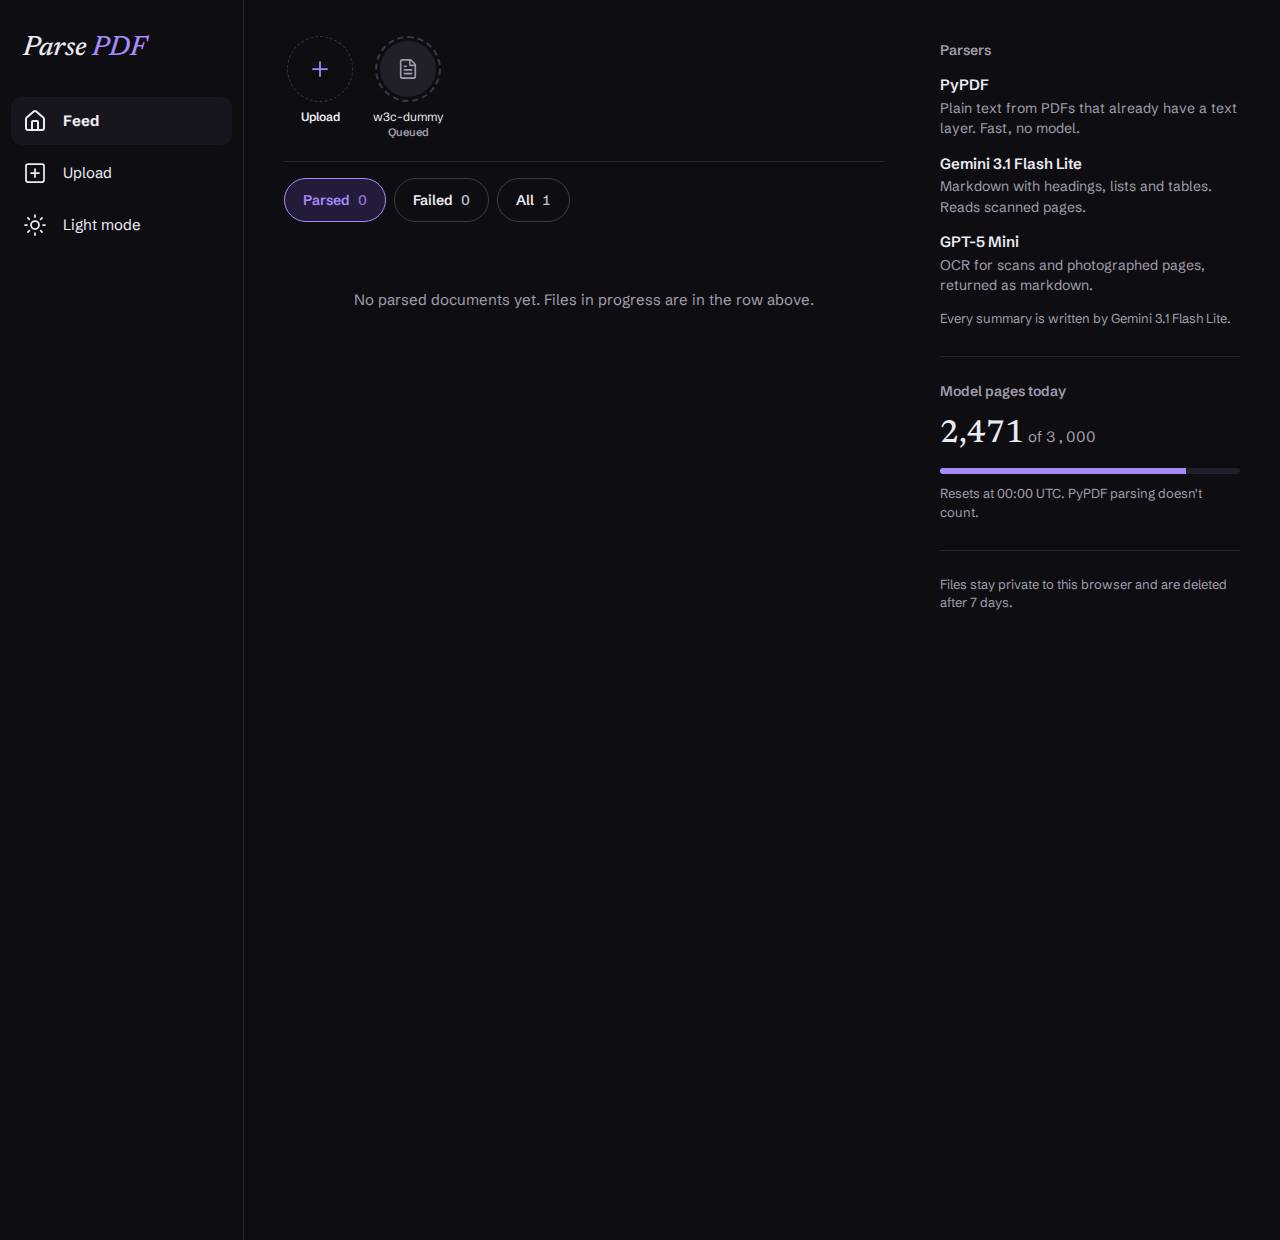 Parse PDF
Feed
Upload
Light mode
Upload
w3c-dummy
Queued
Parsed 0
Failed 0
All 1
No parsed documents yet. Files in progress are in the row above.
Parsers
PyPDF
Plain text from PDFs that already have a text
layer. Fast, no model.
Gemini 3.1 Flash Lite
Markdown with headings, lists and tables.
Reads scanned pages.
GPT-5 Mini
OCR for scans and photographed pages,
returned as markdown.
Every summary is written by Gemini 3.1 Flash Lite.
Model pages today
2,471 of 3,000
Resets at 00:00 UTC. PyPDF parsing doesn't
count.
Files stay private to this browser and are deleted
after 7 days.